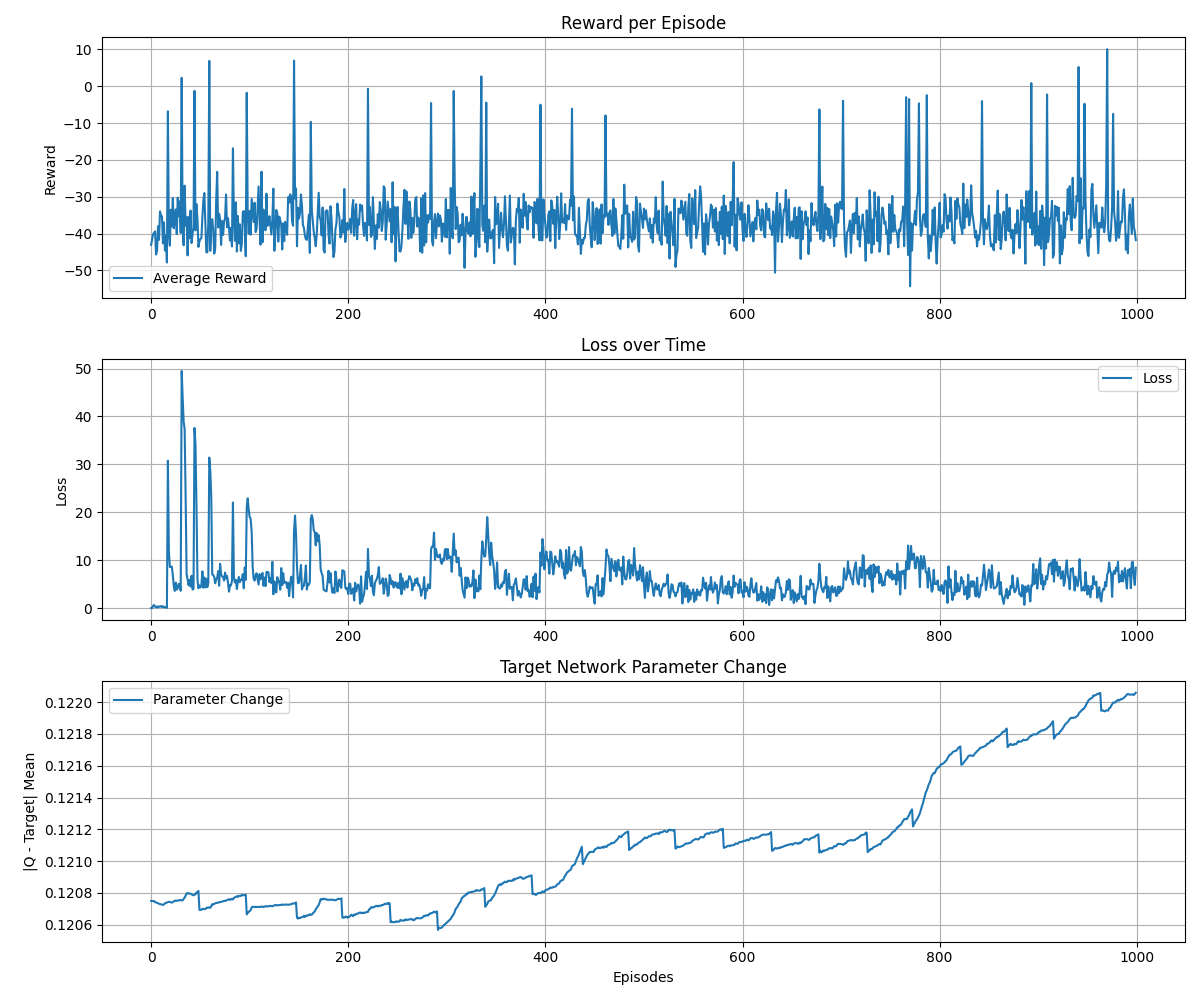 Reward per Episode
Reward
10
0
−10
−20
−30
−40
−50
Average Reward
0 200 400 600 800 1000
Loss over Time
Loss
50
40
30
20
10
0
Loss
0 200 400 600 800 1000
Target Network Parameter Change
|Q - Target| Mean
0.1220
0.1218
0.1216
0.1214
0.1212
0.1210
0.1208
0.1206
Parameter Change
0 200 400 600 800 1000
Episodes